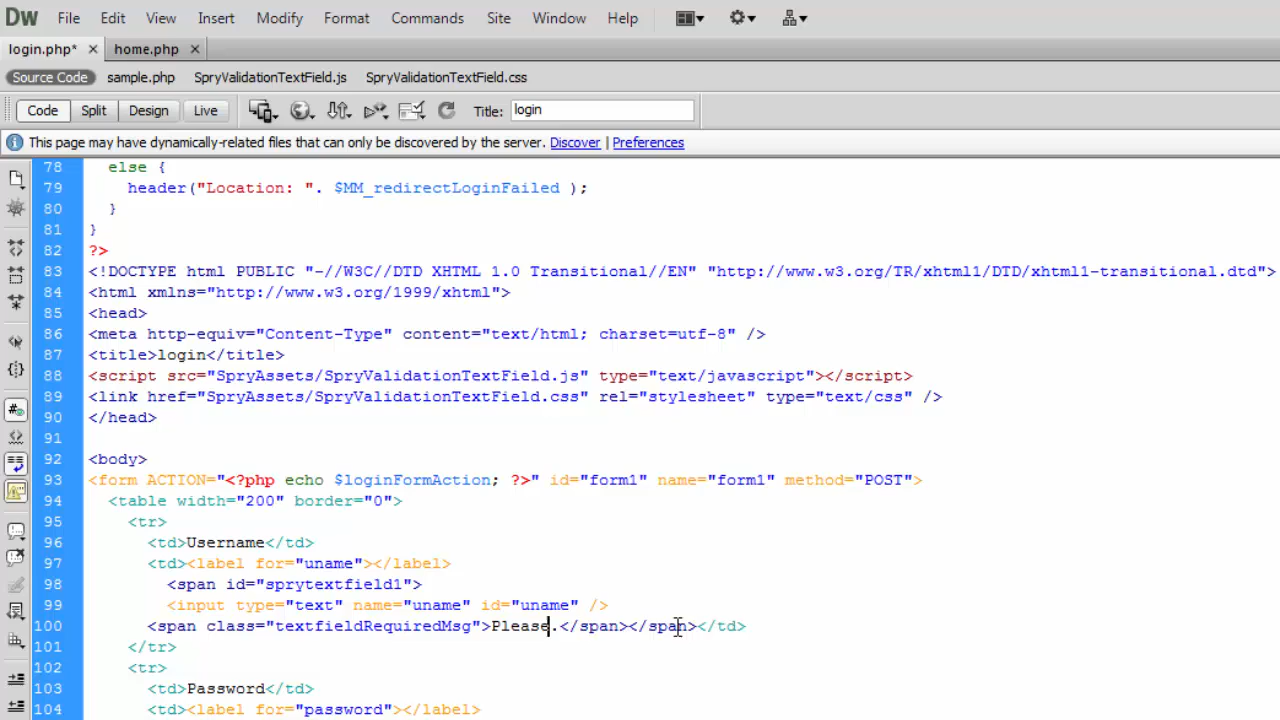 Dw File Edit View Insert Modify Format Commands Site Window Help
login.php* × home.php ×
Source Code sample.php SpryValidationTextField.js SpryValidationTextField.css
Code Split Design Live Title: login
This page may have dynamically-related files that can only be discovered by the server. Discover | Preferences
78 else {
79 header("Location: ". $MM_redirectLoginFailed );
80 }
81 }
82 ?>
83 <!DOCTYPE html PUBLIC "-//W3C//DTD XHTML 1.0 Transitional//EN" "http://www.w3.org/TR/xhtml1/DTD/xhtml1-transitional.dtd">
84 <html xmlns="http://www.w3.org/1999/xhtml">
85 <head>
86 <meta http-equiv="Content-Type" content="text/html; charset=utf-8" />
87 <title>login</title>
88 <script src="SpryAssets/SpryValidationTextField.js" type="text/javascript"></script>
89 <link href="SpryAssets/SpryValidationTextField.css" rel="stylesheet" type="text/css" />
90 </head>
91
92 <body>
93 <form ACTION="<?php echo $loginFormAction; ?>" id="form1" name="form1" method="POST">
94 <table width="200" border="0">
95 <tr>
96 <td>Username</td>
97 <td><label for="uname"></label>
98 <span id="sprytextfield1">
99 <input type="text" name="uname" id="uname" />
100 <span class="textfieldRequiredMsg">Please.</span></span></td>
101 </tr>
102 <tr>
103 <td>Password</td>
104 <td><label for="password"></label>